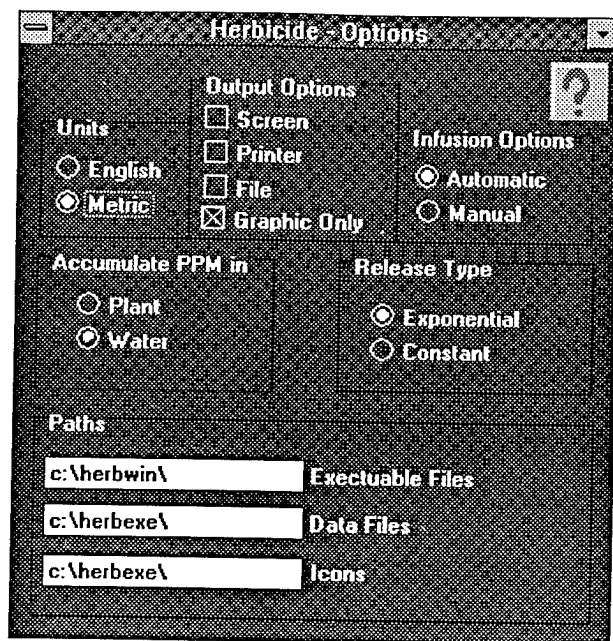 Herbicide - Options
?
Output Options
Screen
Printer
File
Graphic Only
Units
English
Metric
Infusion Options
Automatic
Manual
Accumulate PPM in
Plant
Water
Release Type
Exponential
Constant
Paths
c:\herbwin\ Exectuable Files
c:\herbexe\ Data Files
c:\herbexe\ Icons